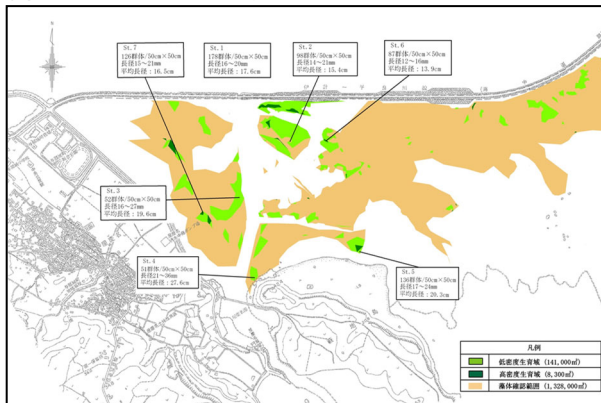 St.7
126群体/50cm×50cm
長径15～21mm
平均長径：16.5cm
St.1
178群体/50cm×50cm
長径16～20mm
平均長径：17.6cm
St.2
98群体/50cm×50cm
長径14～21mm
平均長径：15.4cm
St.6
87群体/50cm×50cm
長径12～16mm
平均長径：13.9cm
St.3
52群体/50cm×50cm
長径16～27mm
平均長径：19.6cm
St.4
51群体/50cm×50cm
長径21～36mm
平均長径：27.6cm
St.5
136群体/50cm×50cm
長径17～24mm
平均長径：20.3cm
凡例
低密度生育域 (141,000㎡)
高密度生育域 (8,300㎡)
藻体確認範囲 (1,328,000㎡)